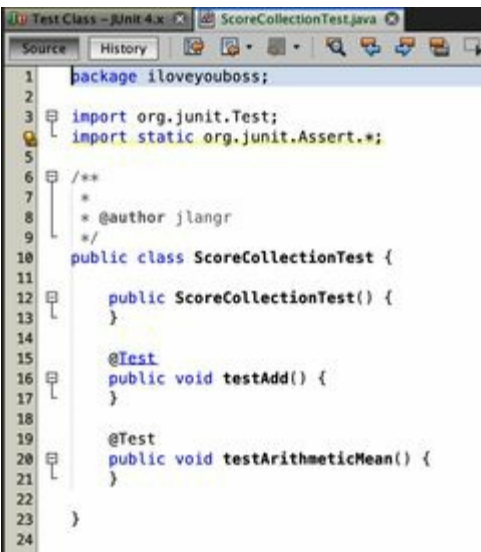 Test Class – JUnit 4.x ScoreCollectionTest.java
Source History
1 package iloveyouboss;
2
3 import org.junit.Test;
import static org.junit.Assert.*;
5
6 /**
7 *
8 * @author jlangr
9 */
10 public class ScoreCollectionTest {
11
12 public ScoreCollectionTest() {
13 }
14
15 @Test
16 public void testAdd() {
17 }
18
19 @Test
20 public void testArithmeticMean() {
21 }
22
23 }
24